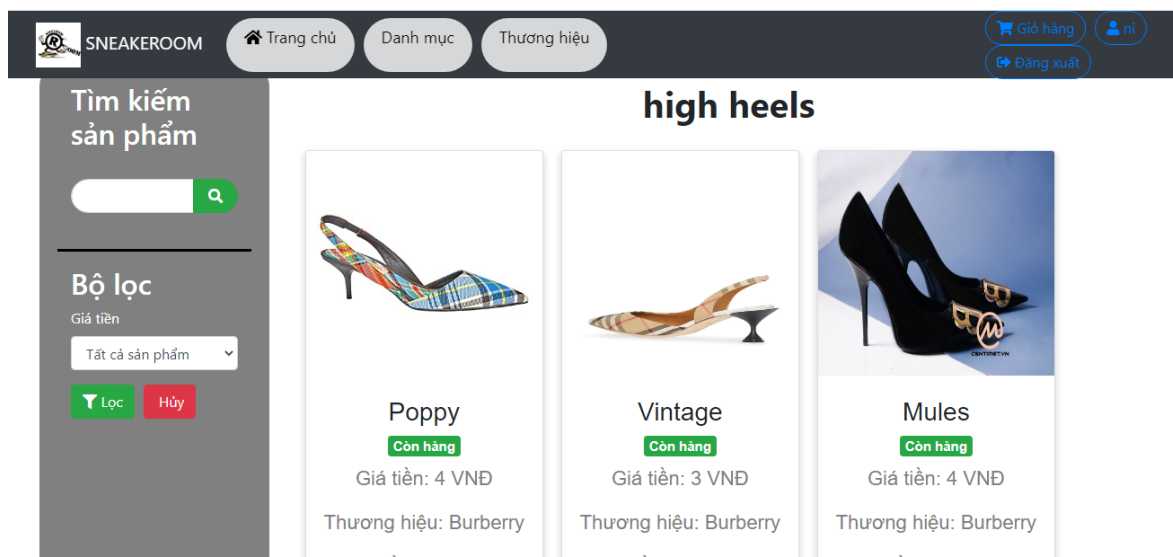 SNEAKEROOM
Trang chủ
Danh mục
Thương hiệu
Giỏ hàng
ni
Đăng xuất
Tìm kiếm
sản phẩm
Bộ lọc
Giá tiền
Tất cả sản phẩm
Lọc
Hủy
high heels
CENTIMET.VN
Poppy
Còn hàng
Giá tiền: 4 VNĐ
Thương hiệu: Burberry
Vintage
Còn hàng
Giá tiền: 3 VNĐ
Thương hiệu: Burberry
Mules
Còn hàng
Giá tiền: 4 VNĐ
Thương hiệu: Burberry